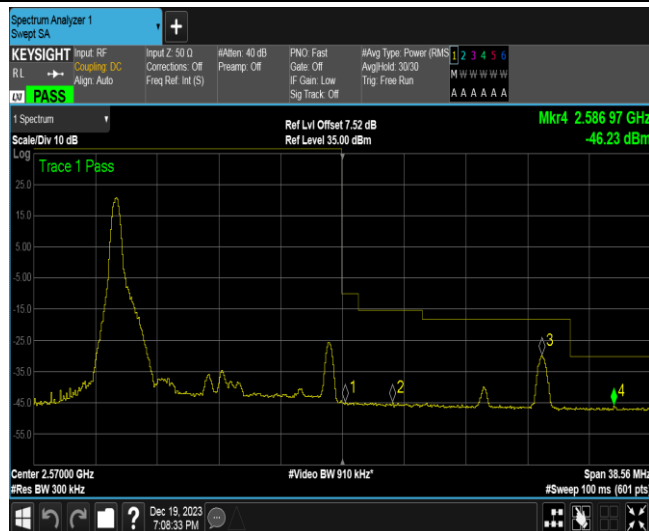 Spectrum Analyzer 1
Swept SA
+
KEYSIGHT
RL
LXI PASS
Input: RF
Coupling: DC
Align: Auto
Input Z: 50 Ω
Corrections: Off
Freq Ref: Int (S)
#Atten: 40 dB
Preamp: Off
PNO: Fast
Gate: Off
IF Gain: Low
Sig Track: Off
#Avg Type: Power (RMS
Avg|Hold: 30/30
Trig: Free Run
1 2 3 4 5 6
M W W W W W
A A A A A A
1 Spectrum
Scale/Div 10 dB
Ref Lvl Offset 7.52 dB
Ref Level 35.00 dBm
Mkr4 2.586 97 GHz
-46.23 dBm
Log
Trace 1 Pass
25.0
15.0
5.00
-5.00
-15.0
-25.0
-35.0
-45.0
-55.0
1
2
3
4
Center 2.57000 GHz
#Res BW 300 kHz
#Video BW 910 kHz*
Span 38.56 MHz
#Sweep 100 ms (601 pts)
?
Dec 19, 2023
7:08:33 PM